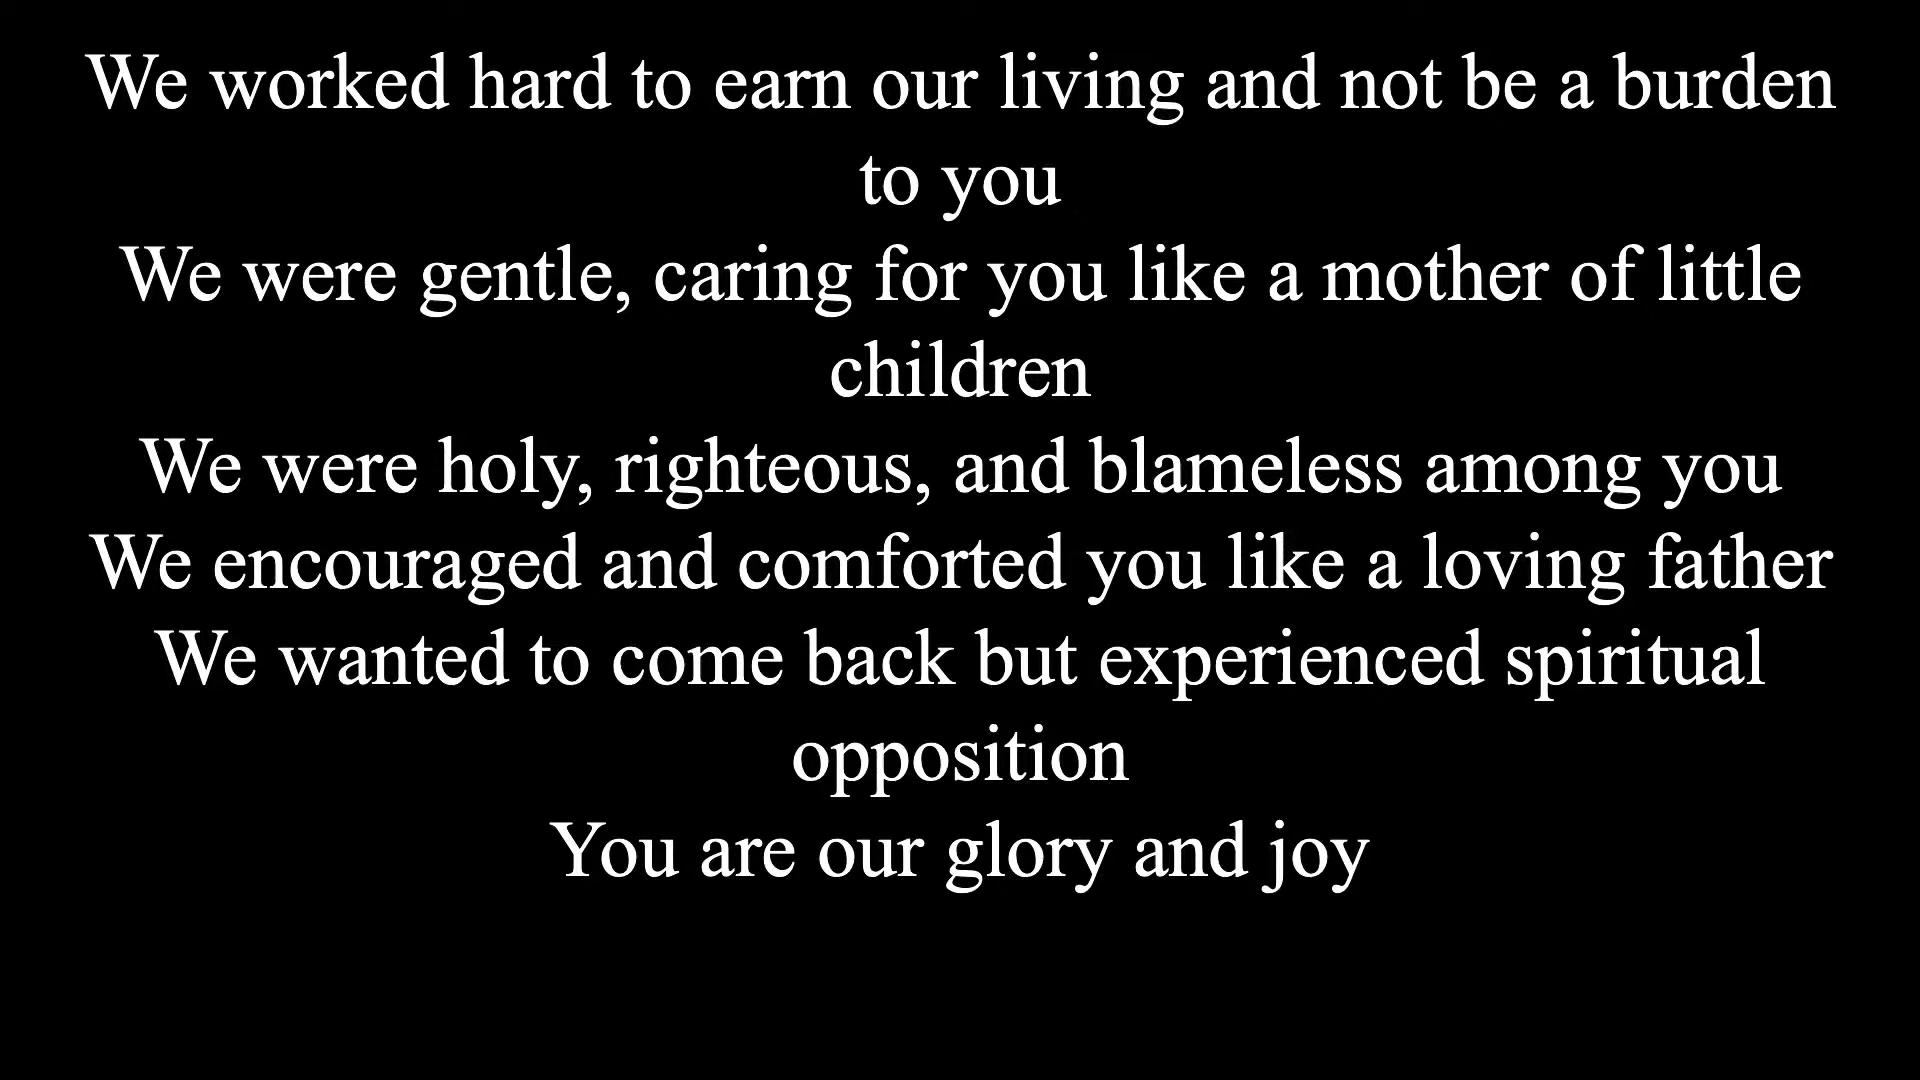 We worked hard to earn our living and not be a burden
to you
We were gentle, caring for you like a mother of little
children
We were holy, righteous, and blameless among you
We encouraged and comforted you like a loving father
We wanted to come back but experienced spiritual
opposition
You are our glory and joy